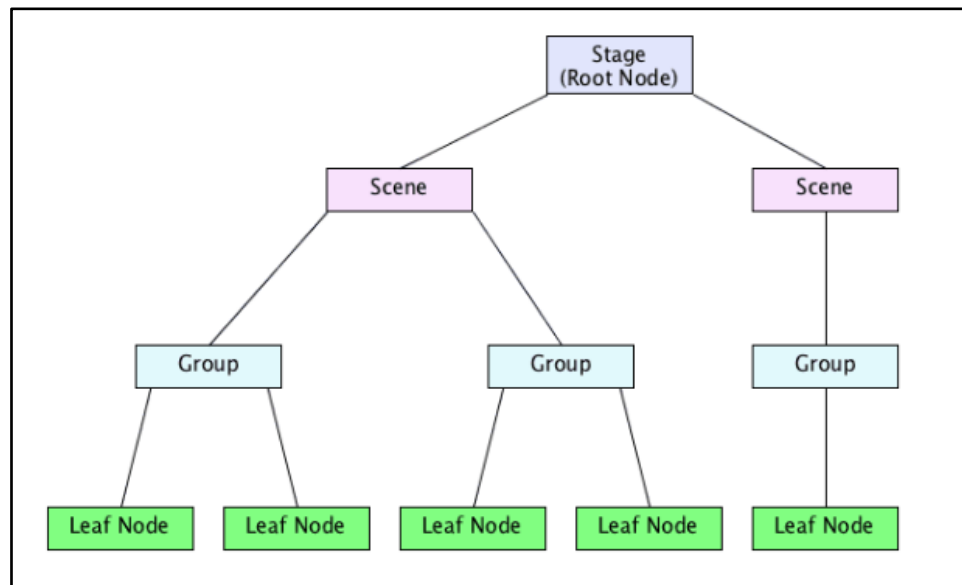 Stage
(Root Node)
Scene
Scene
Group
Group
Group
Leaf Node
Leaf Node
Leaf Node
Leaf Node
Leaf Node